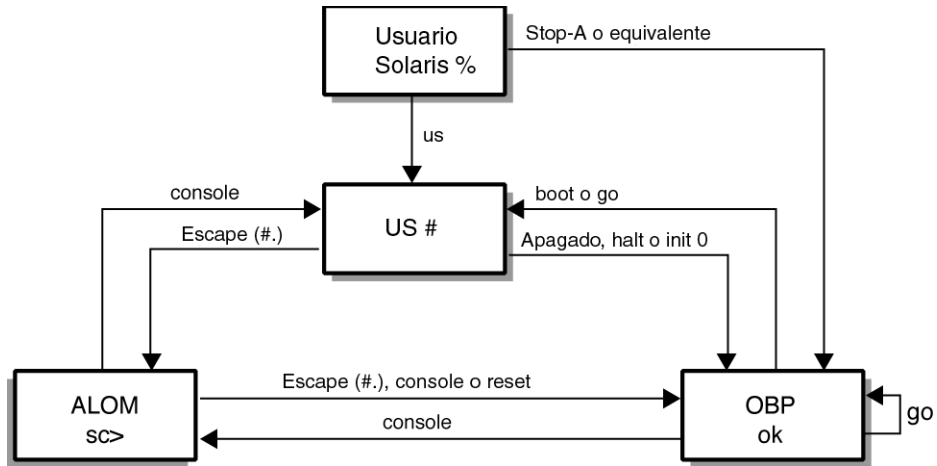 Usuario
Solaris %
Stop-A o equivalente
us
console
boot o go
US #
Escape (#.)
Apagado, halt o init 0
ALOM
sc>
Escape (#.), console o reset
console
OBP
ok
go